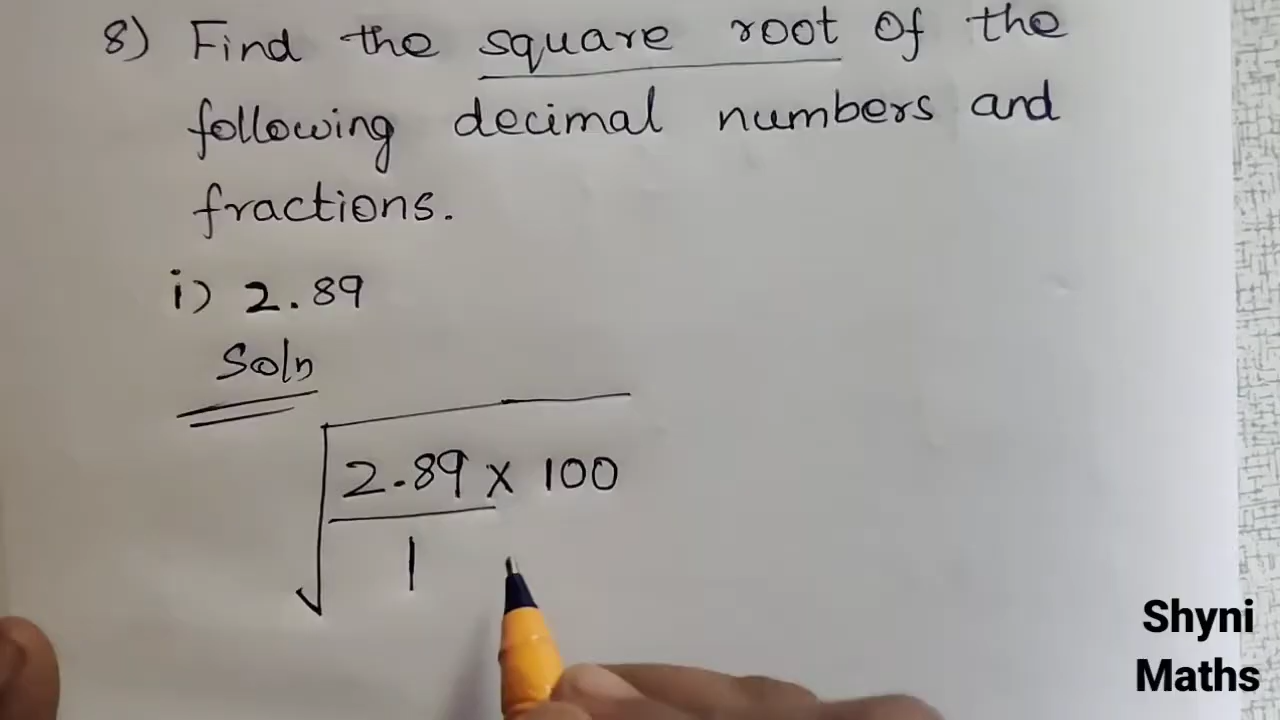 8) Find the square root of the
following decimal numbers and
fractions.
i) 2.89
Soln
√2.89 x 100
1
Shyni
Maths